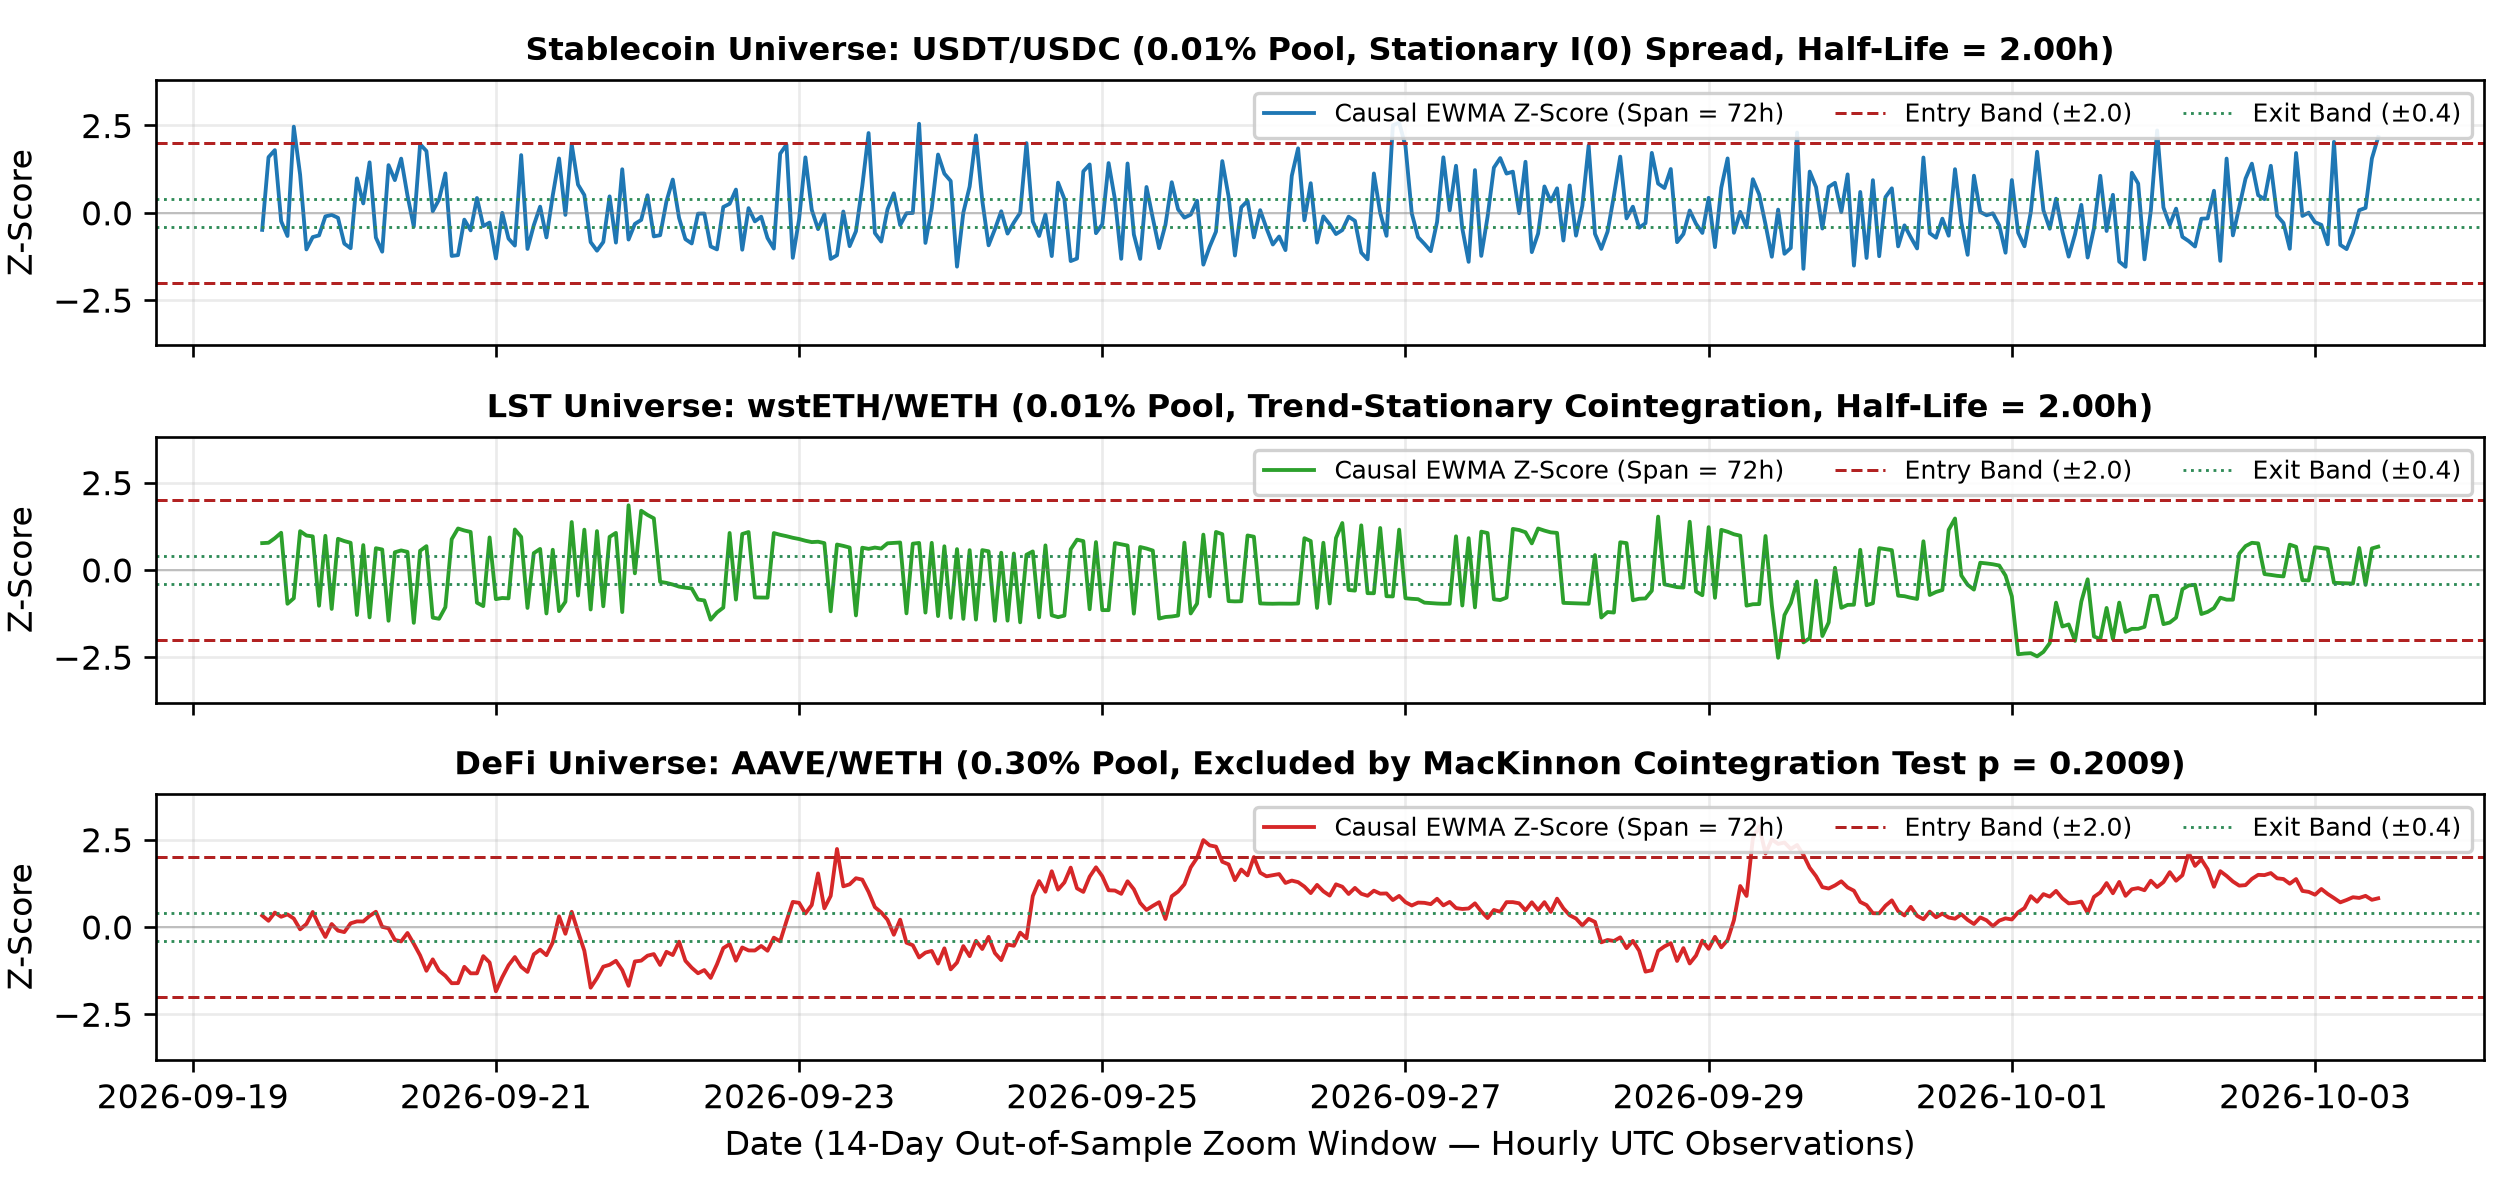 Stablecoin Universe: USDT/USDC (0.01% Pool, Stationary I(0) Spread, Half-Life = 2.00h)
Causal EWMA Z-Score (Span = 72h) Entry Band (±2.0) Exit Band (±0.4)
Z-Score
2.5
0.0
−2.5
LST Universe: wstETH/WETH (0.01% Pool, Trend-Stationary Cointegration, Half-Life = 2.00h)
Causal EWMA Z-Score (Span = 72h) Entry Band (±2.0) Exit Band (±0.4)
Z-Score
2.5
0.0
−2.5
DeFi Universe: AAVE/WETH (0.30% Pool, Excluded by MacKinnon Cointegration Test p = 0.2009)
Causal EWMA Z-Score (Span = 72h) Entry Band (±2.0) Exit Band (±0.4)
Z-Score
2.5
0.0
−2.5
2026-09-19 2026-09-21 2026-09-23 2026-09-25 2026-09-27 2026-09-29 2026-10-01 2026-10-03
Date (14-Day Out-of-Sample Zoom Window — Hourly UTC Observations)